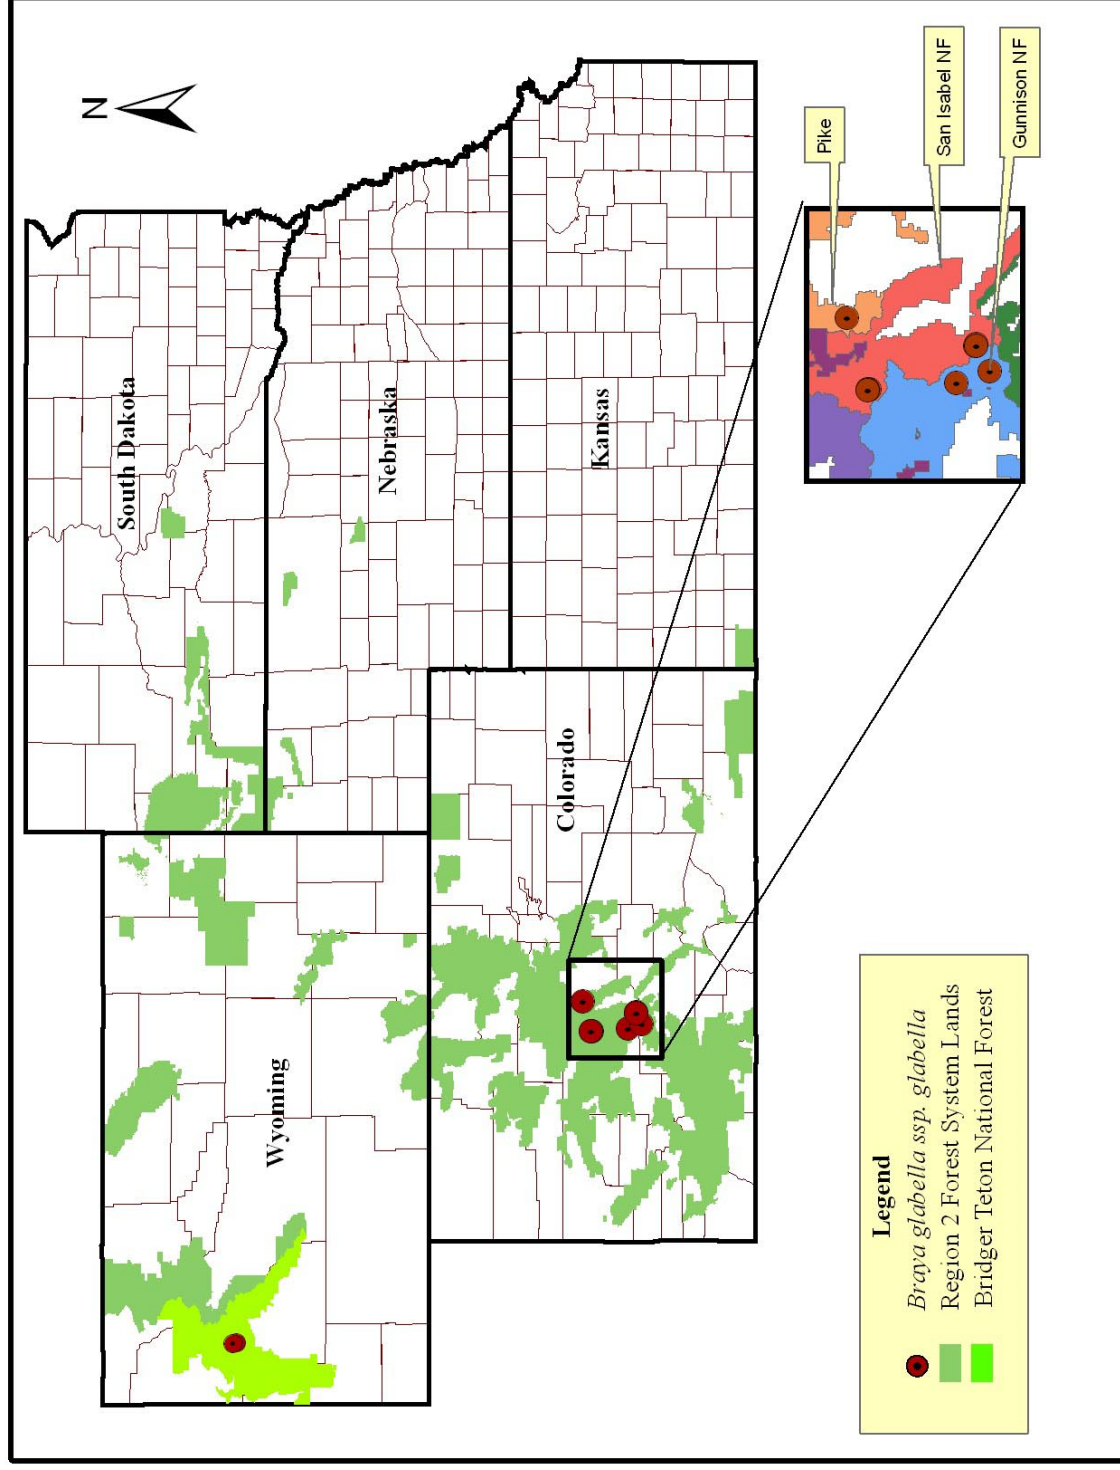 N
South Dakota
Wyoming
Nebraska
Colorado
Kansas
Pike
San Isabel NF
Gunnison NF
Legend
Braya glabella ssp. glabella
Region 2 Forest System Lands
Bridger Teton National Forest